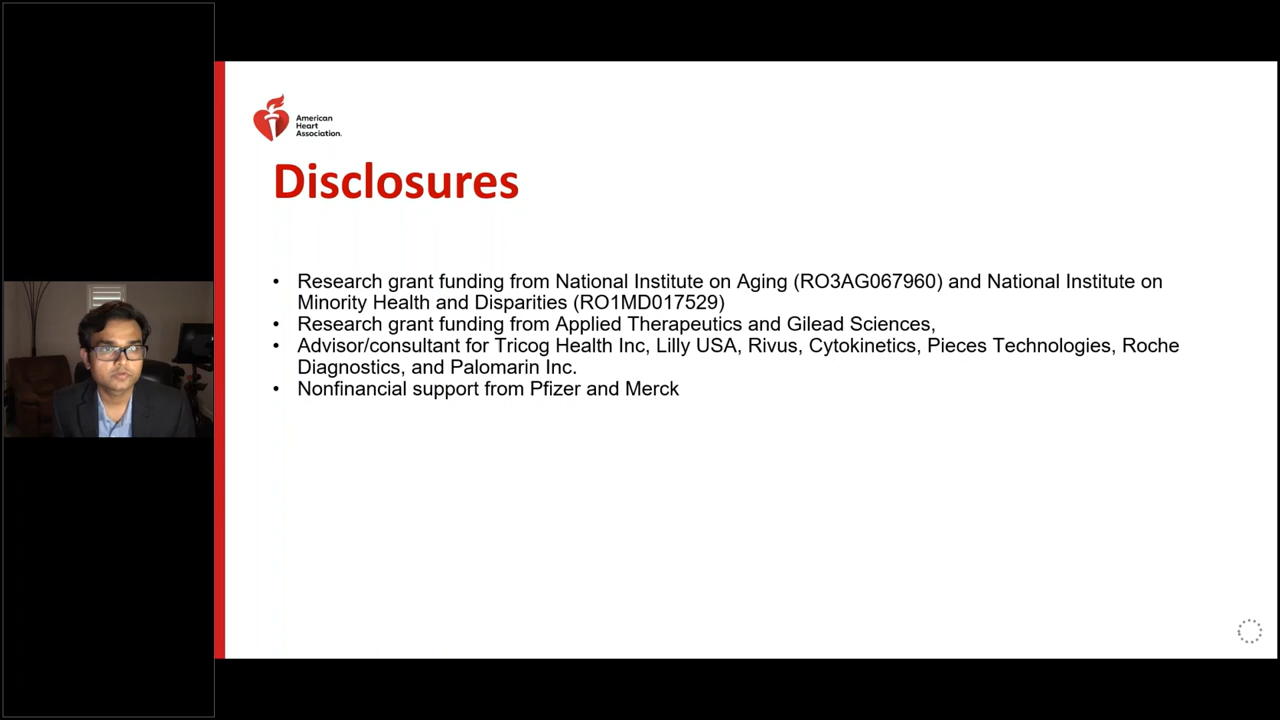 American
Heart
Association.
Disclosures
• Research grant funding from National Institute on Aging (RO3AG067960) and National Institute on
Minority Health and Disparities (RO1MD017529)
• Research grant funding from Applied Therapeutics and Gilead Sciences,
• Advisor/consultant for Tricog Health Inc, Lilly USA, Rivus, Cytokinetics, Pieces Technologies, Roche
Diagnostics, and Palomarin Inc.
• Nonfinancial support from Pfizer and Merck